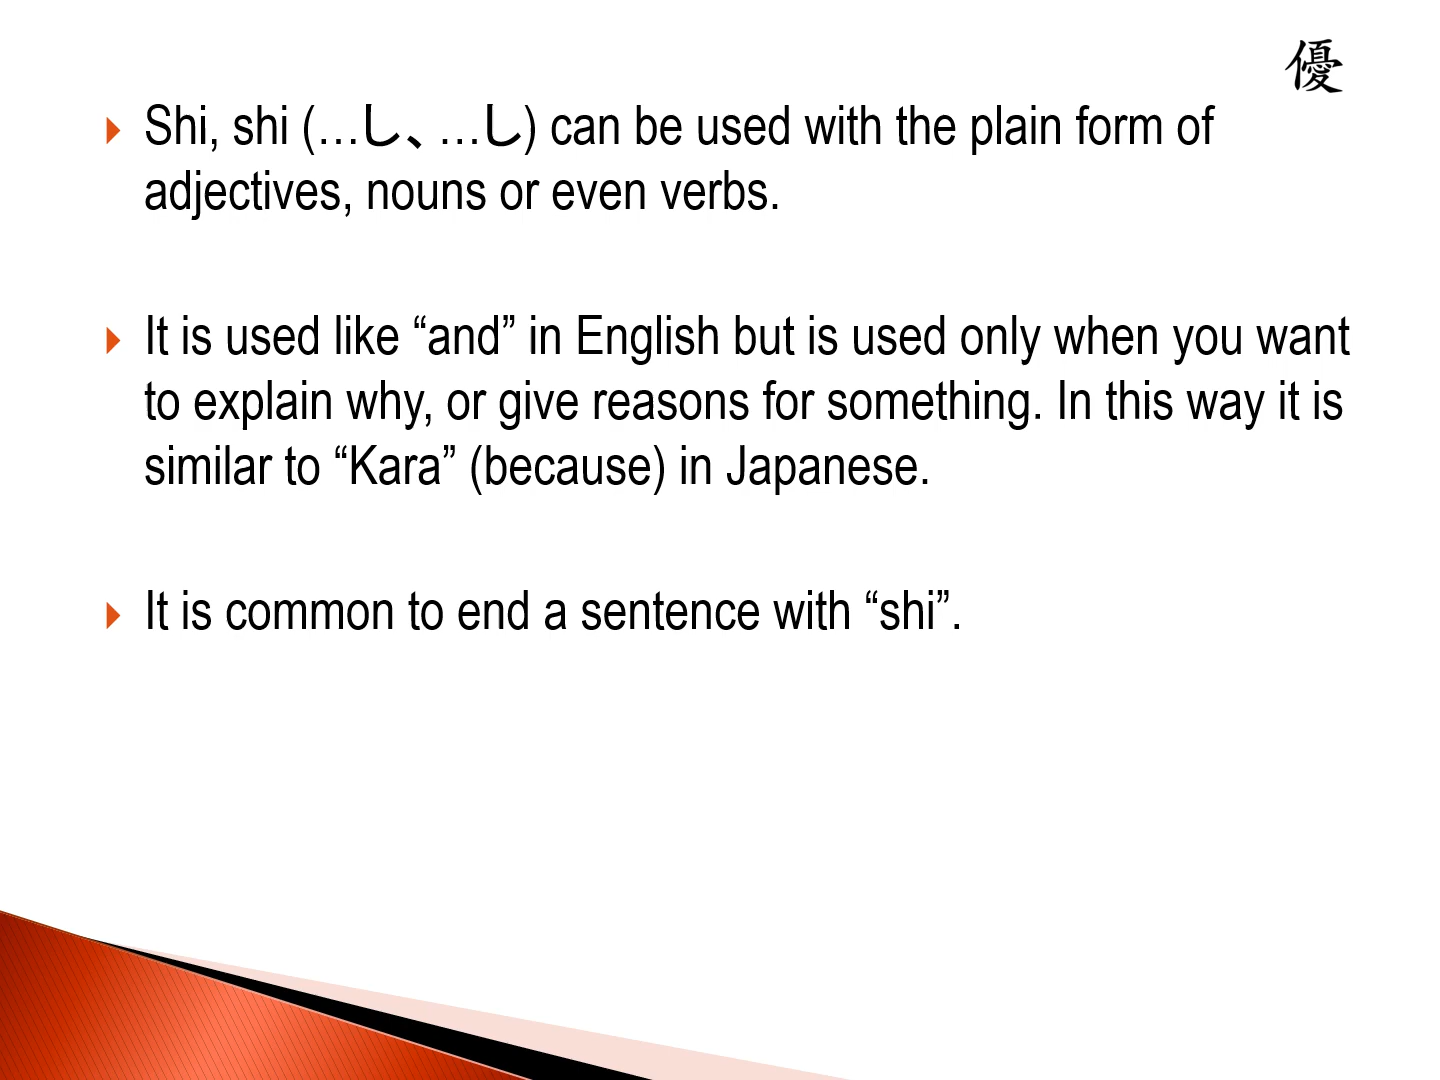 優
Shi, shi (…し、…し) can be used with the plain form of
adjectives, nouns or even verbs.
It is used like “and” in English but is used only when you want
to explain why, or give reasons for something. In this way it is
similar to “Kara” (because) in Japanese.
It is common to end a sentence with “shi”.